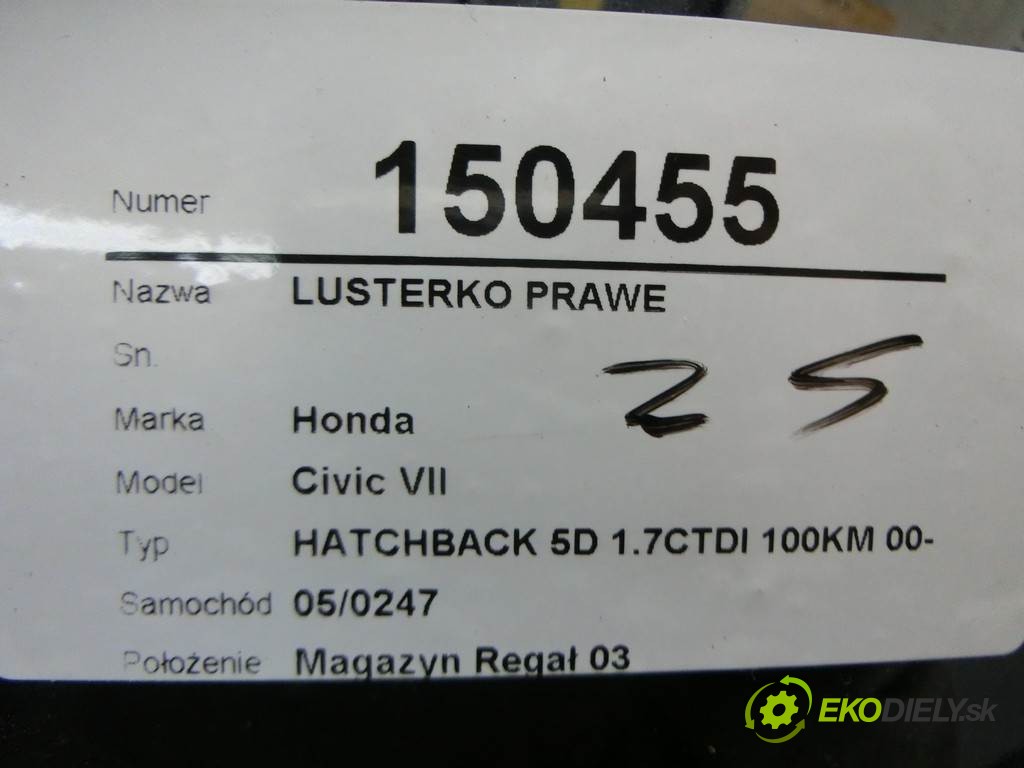 Numer 150455
Nazwa LUSTERKO PRAWE
Sn.
25
Marka Honda
Model Civic VII
Typ HATCHBACK 5D 1.7CTDI 100KM 00-
Samochód 05/0247
Położenie Magazyn Regał 03
EKODIELY.sk